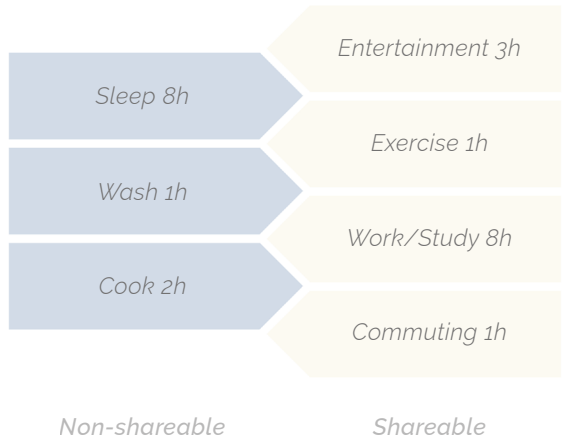 Entertainment 3h
Sleep 8h
Exercise 1h
Wash 1h
Work/Study 8h
Cook 2h
Commuting 1h
Non-shareable
Shareable